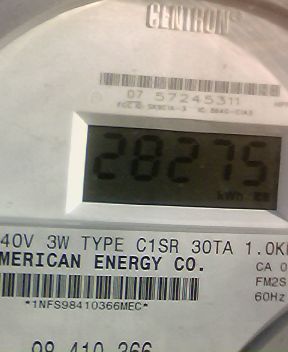 CENTRON®
07 57245311
28275
kWh
40V 3W TYPE C1SR 30TA 1.0K
MERICAN ENERGY CO.
CA 0
FM2S
*1NFS98410366MEC*
60Hz
98 410 366